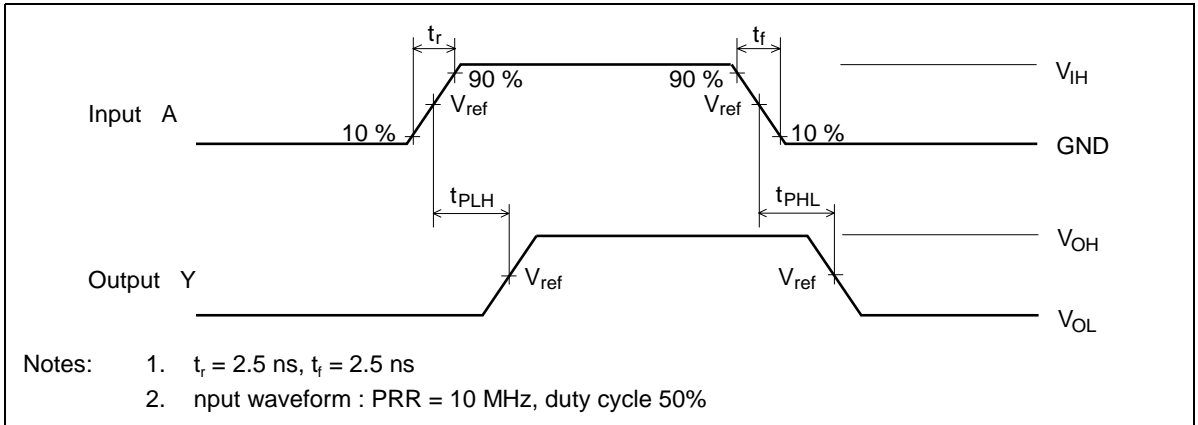 tr tf
90 % 90 % VIH
Input A Vref Vref
10 % 10 % GND
tPLH tPHL
VOH
Output Y Vref Vref
VOL
Notes: 1. tr = 2.5 ns, tf = 2.5 ns
2. nput waveform : PRR = 10 MHz, duty cycle 50%